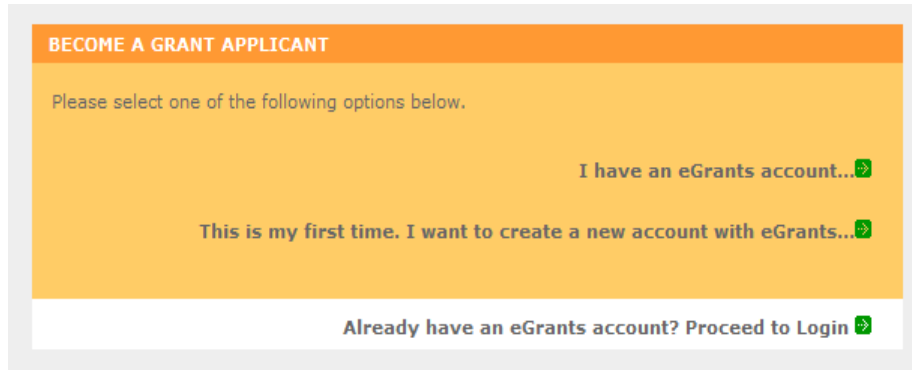 BECOME A GRANT APPLICANT
Please select one of the following options below.
I have an eGrants account...
This is my first time. I want to create a new account with eGrants...
Already have an eGrants account? Proceed to Login